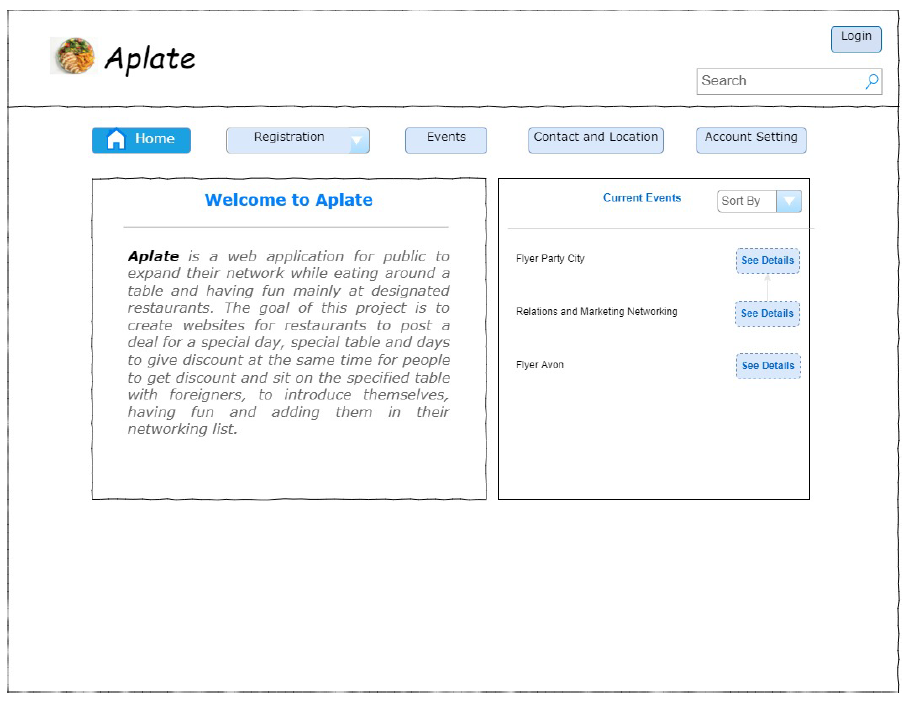 Aplate
Login
Search
Home
Registration
Events
Contact and Location
Account Setting
Welcome to Aplate
Aplate is a web application for public to
expand their network while eating around a
table and having fun mainly at designated
restaurants. The goal of this project is to
create websites for restaurants to post a
deal for a special day, special table and days
to give discount at the same time for people
to get discount and sit on the specified table
with foreigners, to introduce themselves,
having fun and adding them in their
networking list.
Current Events
Sort By
Flyer Party City
See Details
Relations and Marketing Networking
See Details
Flyer Avon
See Details